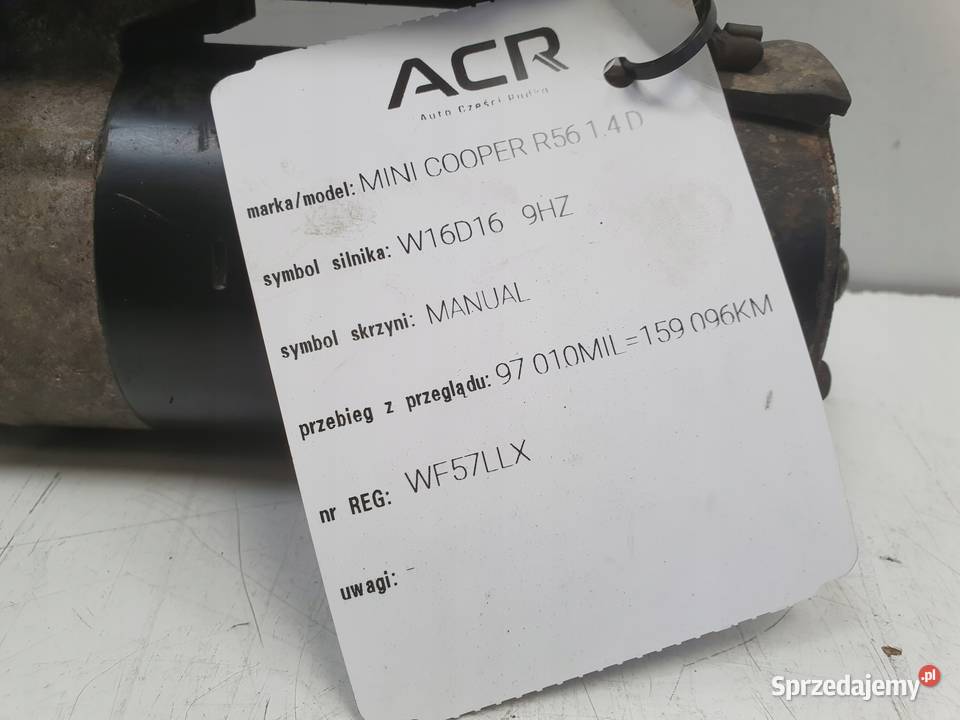 ACR
Auto Części Rudka
marka/model: MINI COOPER R56 1.4 D
symbol silnika: W16D16 9HZ
symbol skrzyni: MANUAL
przebieg z przeglądu: 97 010MIL=159 096KM
nr REG: WF57LLX
uwagi: -
Sprzedajemy.pl